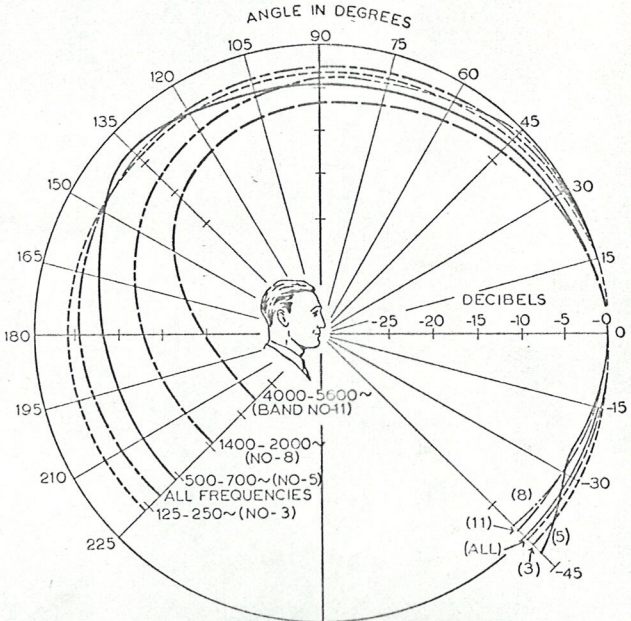 ANGLE IN DEGREES
105
90
75
120
60
135
45
150
30
165
15
DECIBELS
180
-25 -20 -15 -10 -5 -0
0
195
-15
4000-5600~
(BAND NO-11)
1400-2000~
(NO-8)
210
500-700~(NO-5)
-30
ALL FREQUENCIES
(8)
125-250~(NO-3)
(11)
(5)
225
(ALL)
(3)
-45